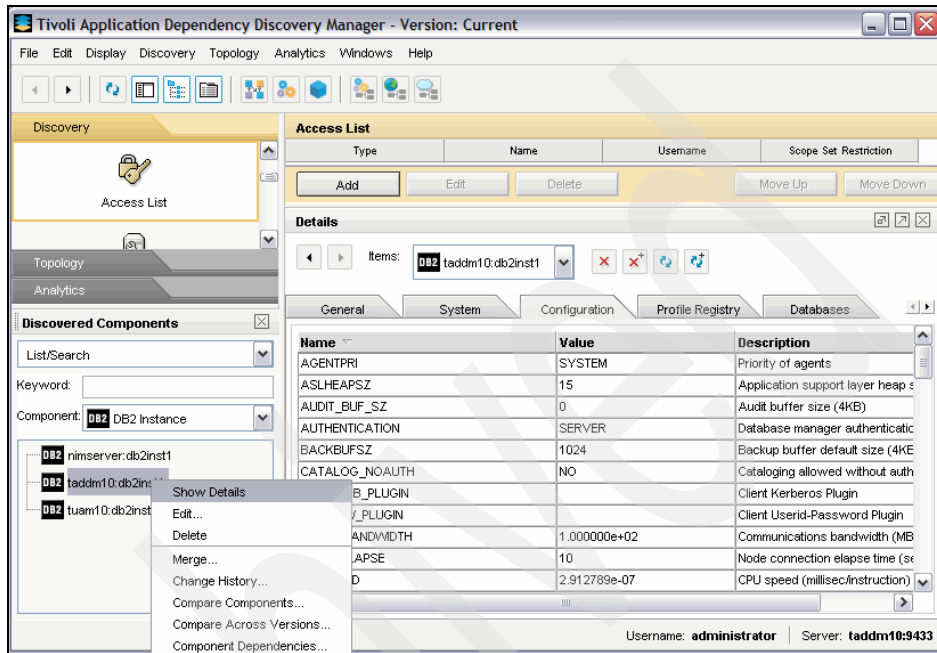 Tivoli Application Dependency Discovery Manager - Version: Current
File Edit Display Discovery Topology Analytics Windows Help
Discovery
Access List
Topology
Analytics
Discovered Components
List/Search
Keyword:
Component: DB2 DB2 Instance
DB2 nimserver:db2inst1
DB2 taddm10:db2inst
DB2 tuam10:db2inst
Show Details
Edit...
Delete
Merge...
Change History...
Compare Components...
Compare Across Versions...
Component Dependencies...
Access List
Type Name Username Scope Set Restriction
Add Edit Delete Move Up Move Down
Details
Items: DB2 taddm10:db2inst1
General System Configuration Profile Registry Databases
Name Value Description
AGENTPRI SYSTEM Priority of agents
ASLHEAPSZ 15 Application support layer heap s
AUDIT_BUF_SZ 0 Audit buffer size (4KB)
AUTHENTICATION SERVER Database manager authenticatic
BACKBUFSZ 1024 Backup buffer default size (4KE
CATALOG_NOAUTH NO Cataloging allowed without auth
B_PLUGIN Client Kerberos Plugin
_PLUGIN Client Userid-Password Plugin
ANDWIDTH 1.000000e+02 Communications bandwidth (MB
APSE 10 Node connection elapse time (se
D 2.912789e-07 CPU speed (millisec/instruction)
Username: administrator Server: taddm10:9433